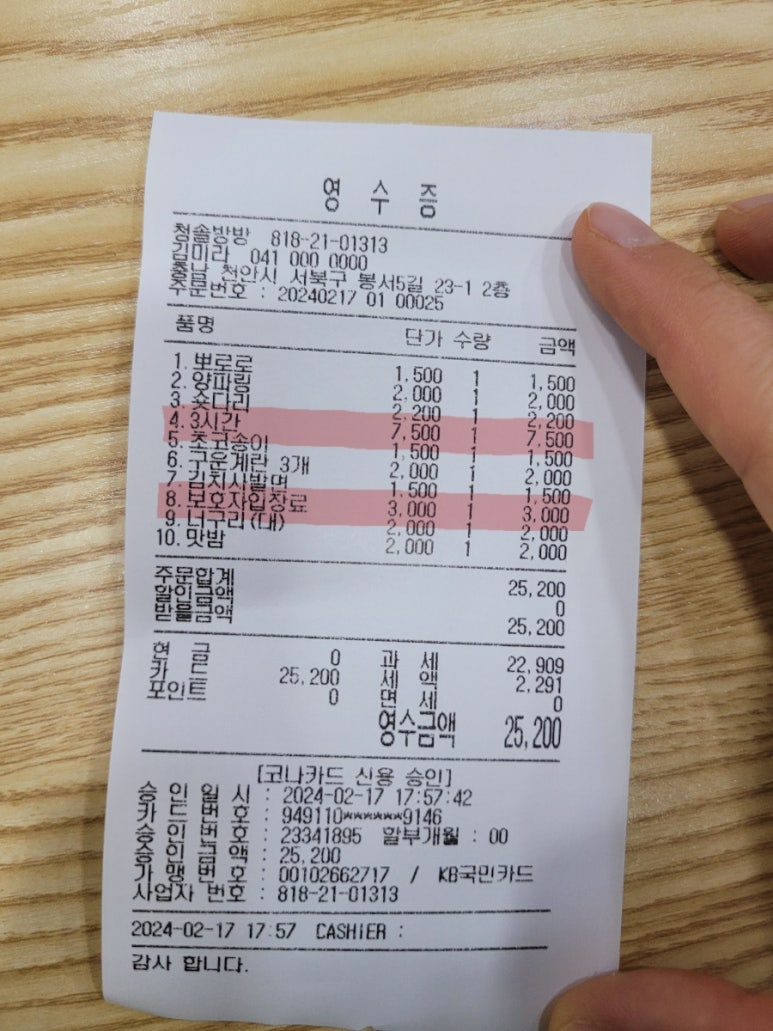 영 수 증
청솔방방 818-21-01313
김미라 041 000 0000
충남 천안시 서북구 봉서5길 23-1 2층
주문번호 : 20240217 01 00025
품명 단가 수량 금액
1. 뽀로로 1,500 1 1,500
2. 양파링 2,000 1 2,000
3. 숏다리 2,200 1 2,200
4. 3시간 7,500 1 7,500
5. 초코송이 1,500 1 1,500
6. 구운계란 3개 2,000 1 2,000
7. 김치사발면 1,500 1 1,500
8. 보호자입장료 3,000 1 3,000
9. 너구리(대) 2,000 1 2,000
10. 맛밤 2,000 1 2,000
주문합계 25,200
할인금액 0
받을금액 25,200
현 금 0 과 세 22,909
카 드 25,200 세 액 2,291
포인트 0 면 세 0
영수금액 25,200
[코나카드 신용 승인]
승 인 일 시 : 2024-02-17 17:57:42
카 드 번 호 : 949110******9146
승 인 번 호 : 23341895 할부개월 : 00
승 인 금 액 : 25,200
가 맹 번 호 : 00102662717 / KB국민카드
사업자 번호 : 818-21-01313
2024-02-17 17:57 CASHIER :
감사 합니다.